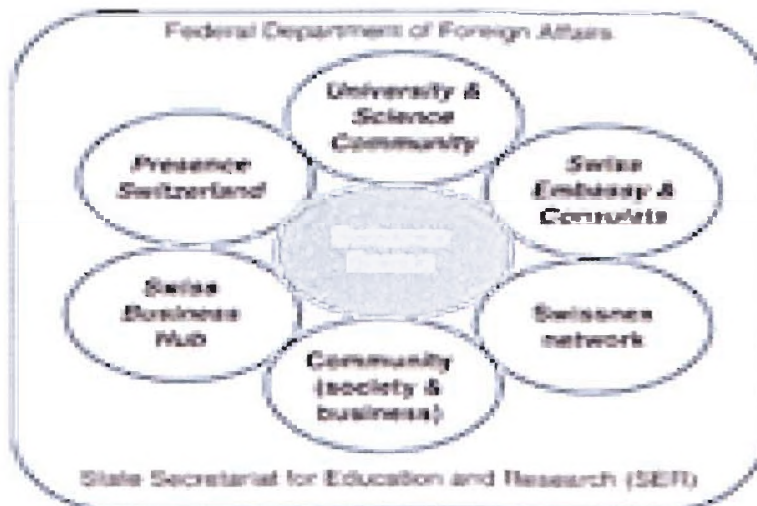 Federal Department of Foreign Affairs
University &
Science
Community
Presence
Switzerland
Swiss
Embassy &
Consulate
Swiss
Business
Hub
Swissnex
network
Community
(society &
business)
State Secretariat for Education and Research (SER)